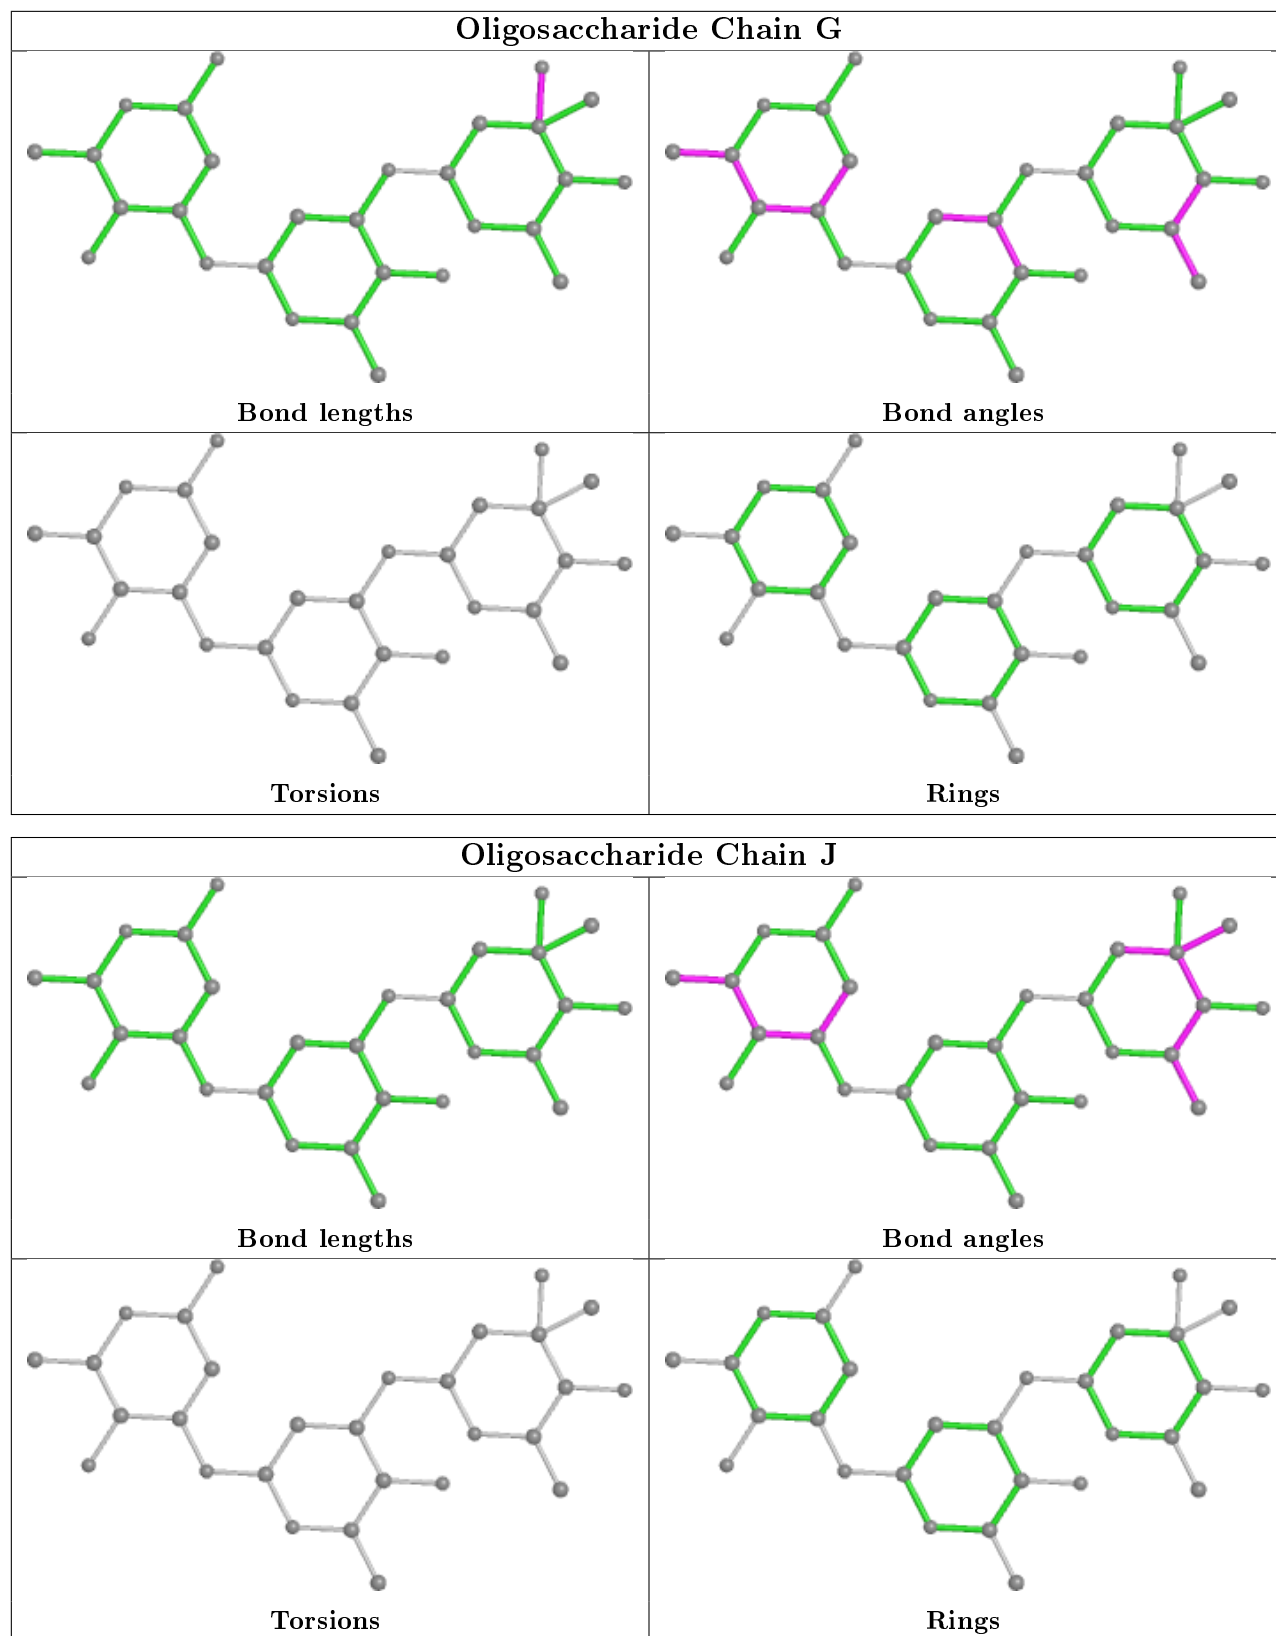 Oligosaccharide Chain G
Bond lengths
Bond angles
Torsions
Rings
Oligosaccharide Chain J
Bond lengths
Bond angles
Torsions
Rings